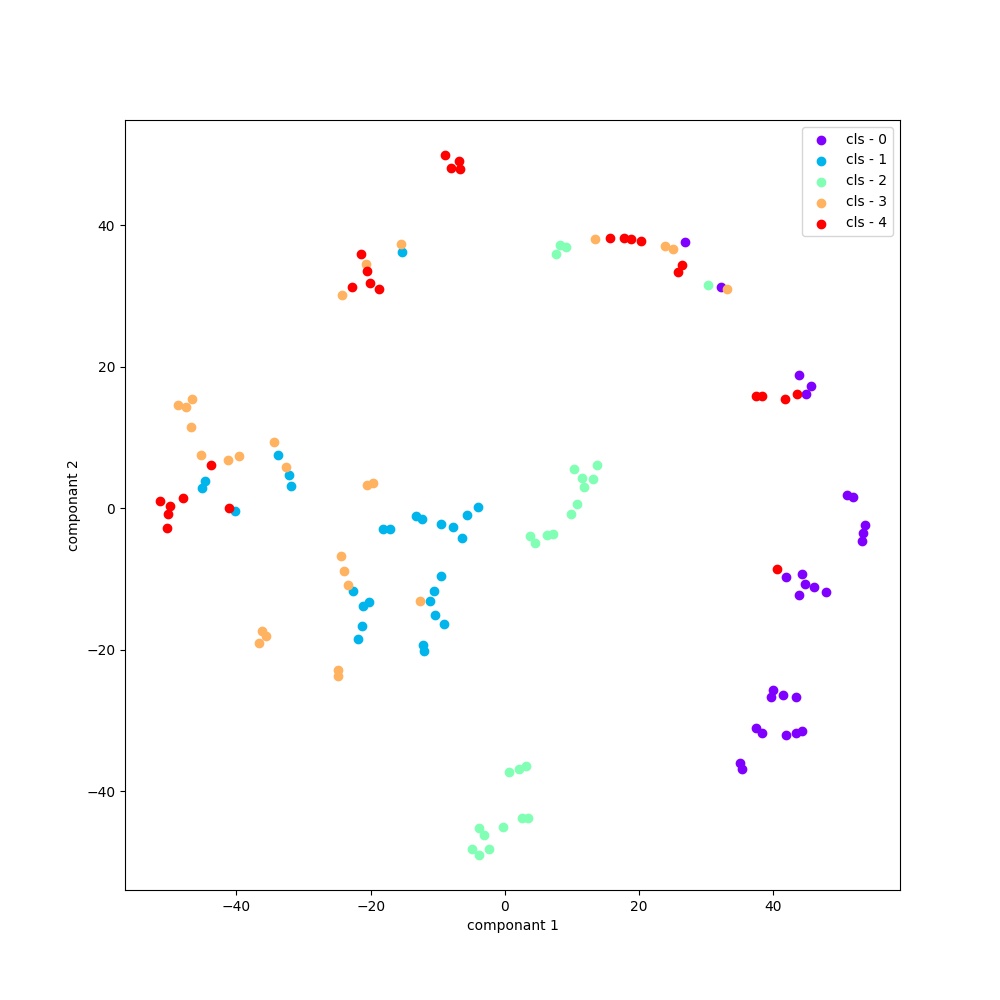 cls - 0
cls - 1
cls - 2
cls - 3
cls - 4
40
20
0
−20
−40
componant 2
−40
−20
0
20
40
componant 1